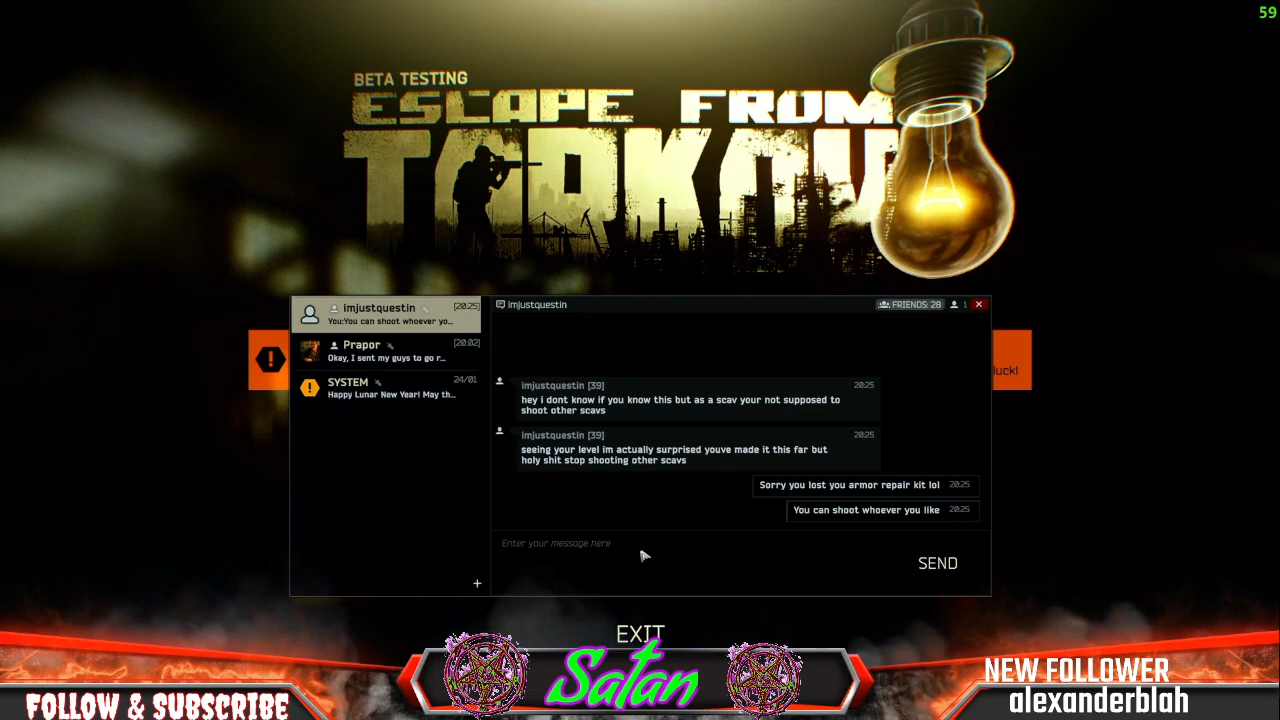 59
BETA TESTING
ESCAPE FROM
TARKOV
imjustquestin [20:25]
You:You can shoot whoever yo...
Prapor [20:02]
Okay, I sent my guys to go r...
SYSTEM 24/01
Happy Lunar New Year! May th...
+
imjustquestin
FRIENDS: 28
1
luck!
imjustquestin [39] 20:25
hey i dont know if you know this but as a scav your not supposed to
shoot other scavs
imjustquestin [39] 20:25
seeing your level im actually surprised youve made it this far but
holy shit stop shooting other scavs
Sorry you lost you armor repair kit lol 20:25
You can shoot whoever you like 20:25
Enter your message here
SEND
EXIT
FOLLOW & SUBSCRIBE
Satan
NEW FOLLOWER
alexanderblah